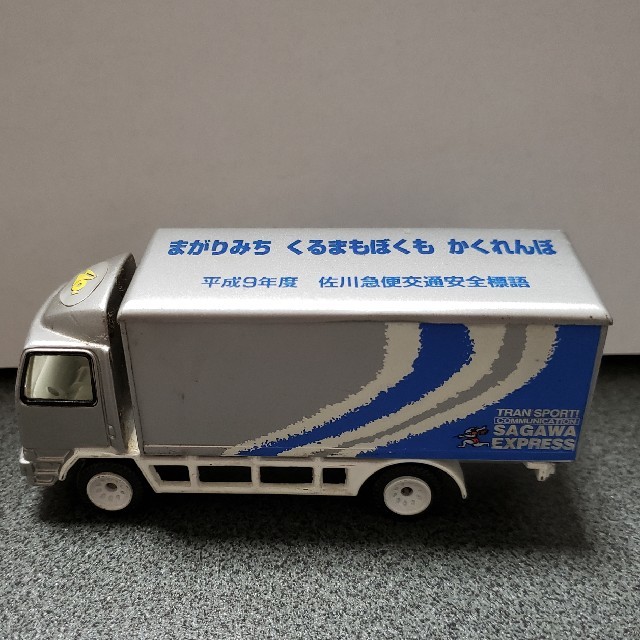 まがりみち くるまもぼくも かくれんぼ
平成9年度 佐川急便交通安全標語
TRAN SPORT!
COMMUNICATION
SAGAWA
EXPRESS